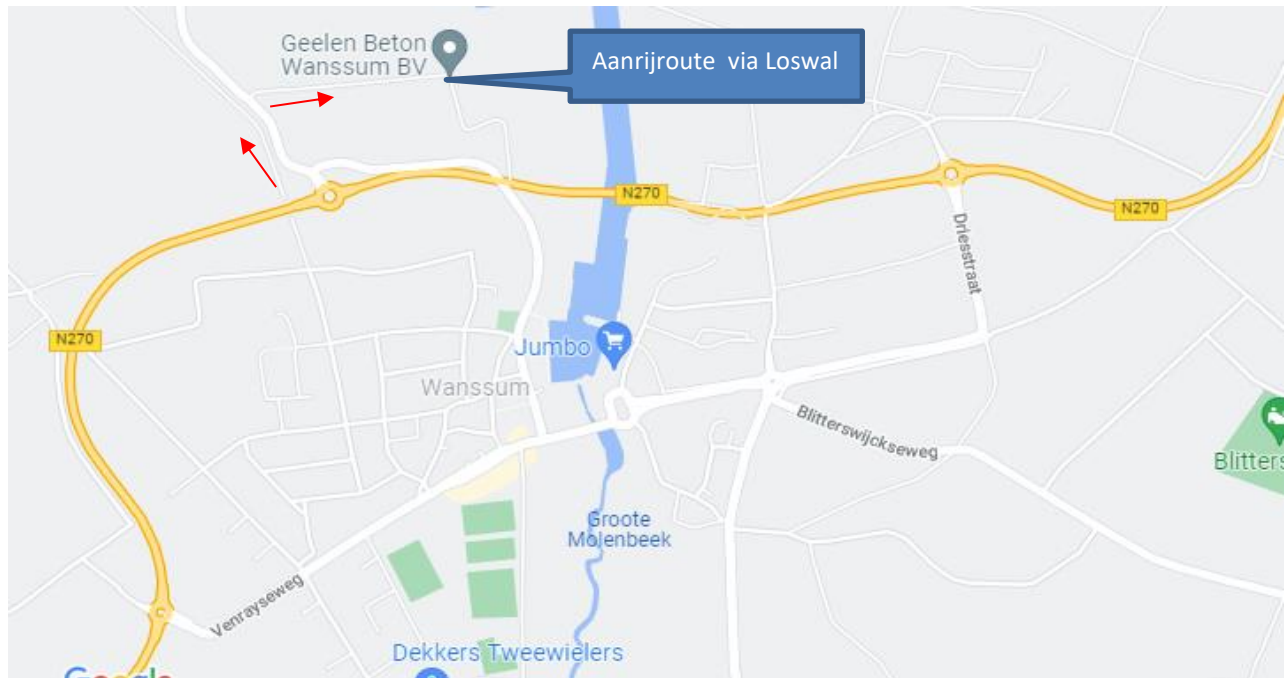 Geelen Beton
Wanssum BV
Aanrijroute via Loswal
N270
N270
Driesstraat
N270
Jumbo
Wanssum
Blitterswijckseweg
Groote
Molenbeek
Venrayseweg
Dekkers Tweewielers